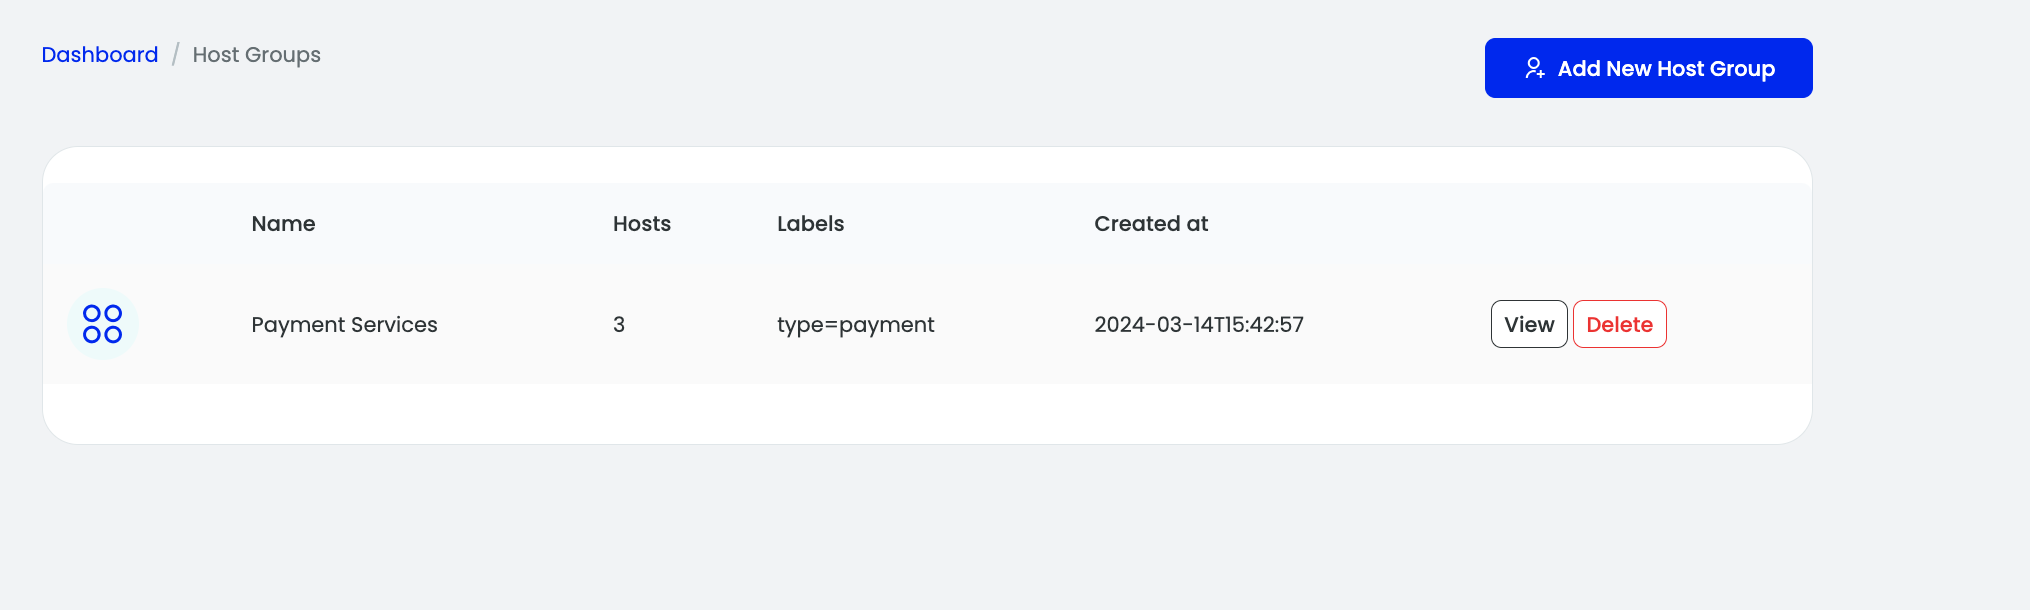 Dashboard / Host Groups
Add New Host Group
Name Hosts Labels Created at
Payment Services 3 type=payment 2024-03-14T15:42:57 View Delete